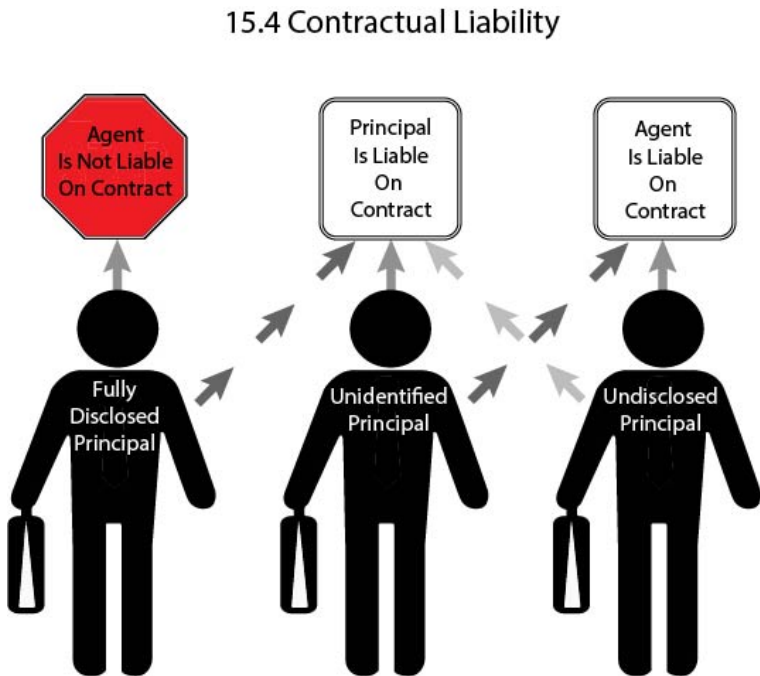 15.4 Contractual Liability
Agent
Is Not Liable
On Contract
Principal
Is Liable
On
Contract
Agent
Is Liable
On
Contract
Fully
Disclosed
Principal
Unidentified
Principal
Undisclosed
Principal